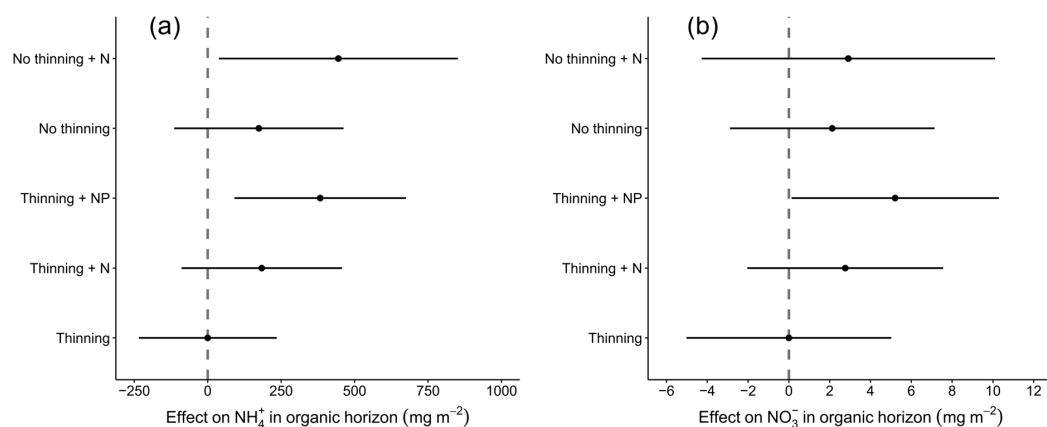 (a)
No thinning + N
No thinning
Thinning + NP
Thinning + N
Thinning
−250 0 250 500 750 1000
Effect on NH₄⁺ in organic horizon (mg m⁻²)
(b)
No thinning + N
No thinning
Thinning + NP
Thinning + N
Thinning
−6 −4 −2 0 2 4 6 8 10 12
Effect on NO₃⁻ in organic horizon (mg m⁻²)